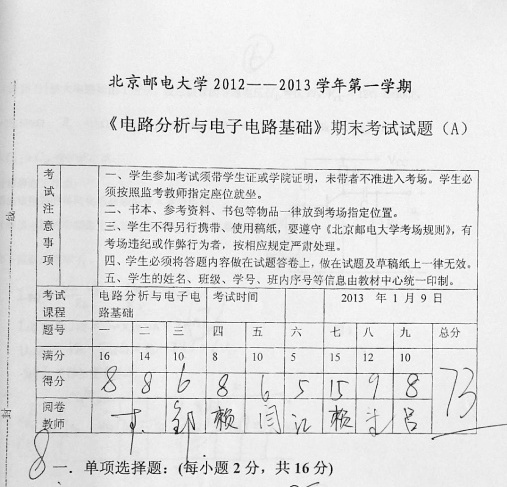 北京邮电大学 2012——2013 学年第一学期
《电路分析与电子电路基础》期末考试试题（A）
考试注意事项
一、学生参加考试须带学生证或学院证明，未带者不准进入考场。学生必
须按照监考教师指定座位就坐。
二、书本、参考资料、书包等物品一律放到考场指定位置。
三、学生不得另行携带、使用稿纸，要遵守《北京邮电大学考场规则》，有
考场违纪或作弊行为者，按相应规定严肃处理。
四、学生必须将答题内容做在试题答卷上，做在试题及草稿纸上一律无效。
五、学生的姓名、班级、学号、班内序号等信息由教材中心统一印制。
考试课程 电路分析与电子电路基础 考试时间 2013 年 1 月 9 日
题号 一 二 三 四 五 六 七 八 九 总分
满分 16 14 10 8 10 5 15 12 10
得分 8 8 6 8 6 5 15 9 8 73
阅卷教师 邹 赖 闫 江 赖 吕
8
一．单项选择题：(每小题 2 分，共 16 分)
线
封